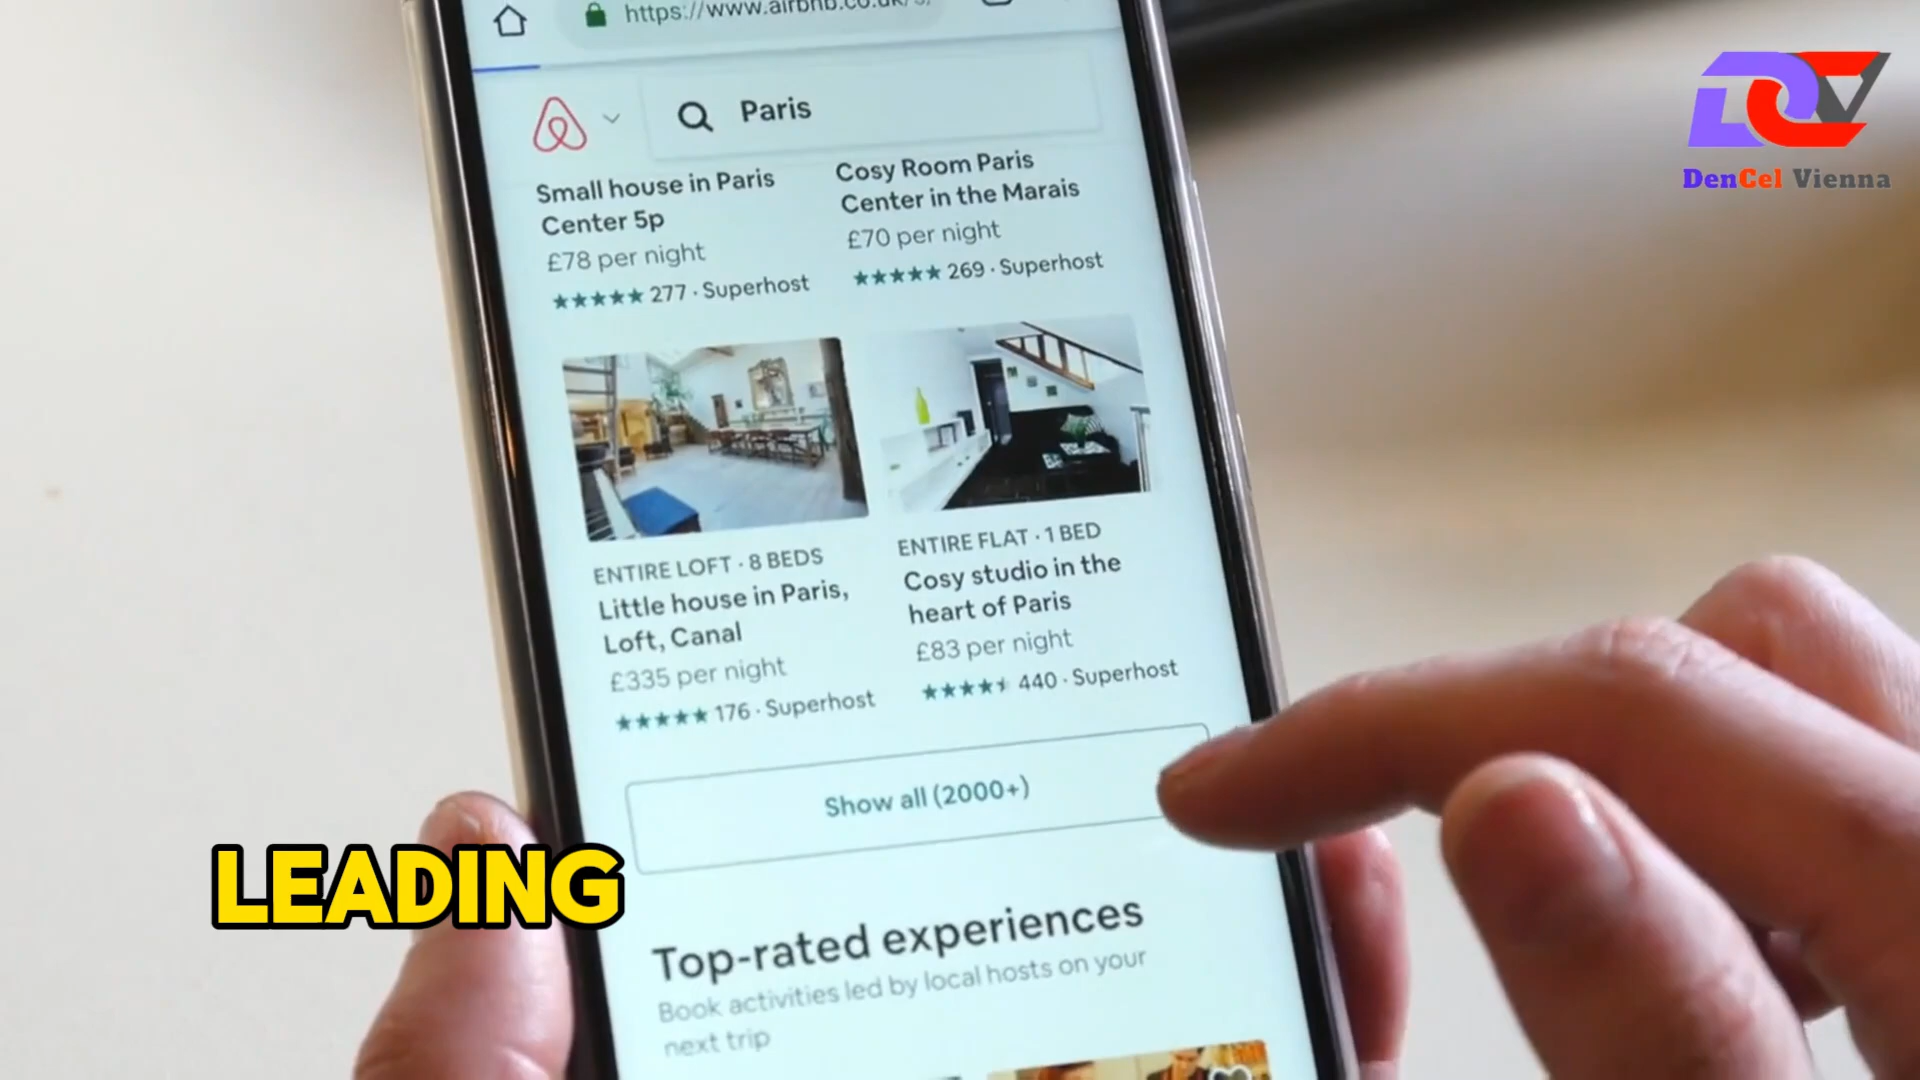 https://www.airbnb.co.uk/s/
Paris
Small house in Paris
Center 5p
£78 per night
277 · Superhost
Cosy Room Paris
Center in the Marais
£70 per night
269 · Superhost
ENTIRE LOFT · 8 BEDS
Little house in Paris,
Loft, Canal
£335 per night
176 · Superhost
ENTIRE FLAT · 1 BED
Cosy studio in the
heart of Paris
£83 per night
440 · Superhost
Show all (2000+)
Top-rated experiences
Book activities led by local hosts on your
next trip
LEADING
DCV
DenCel Vienna